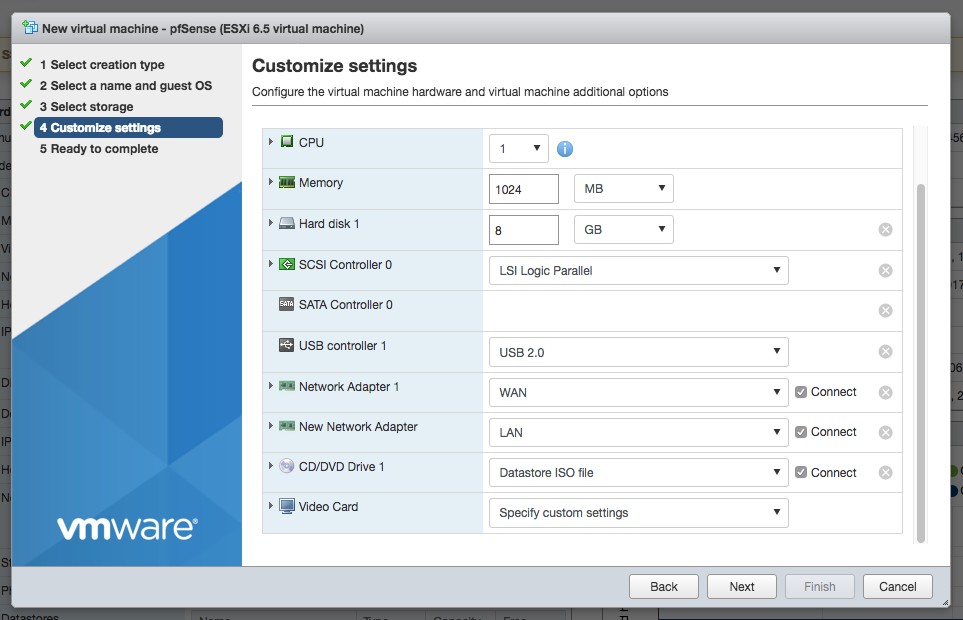 New virtual machine - pfSense (ESXi 6.5 virtual machine)
1 Select creation type
2 Select a name and guest OS
3 Select storage
4 Customize settings
5 Ready to complete
vmware®
Customize settings
Configure the virtual machine hardware and virtual machine additional options
CPU 1
Memory 1024 MB
Hard disk 1 8 GB
SCSI Controller 0 LSI Logic Parallel
SATA SATA Controller 0
USB controller 1 USB 2.0
Network Adapter 1 WAN Connect
New Network Adapter LAN Connect
CD/DVD Drive 1 Datastore ISO file Connect
Video Card Specify custom settings
Back Next Finish Cancel